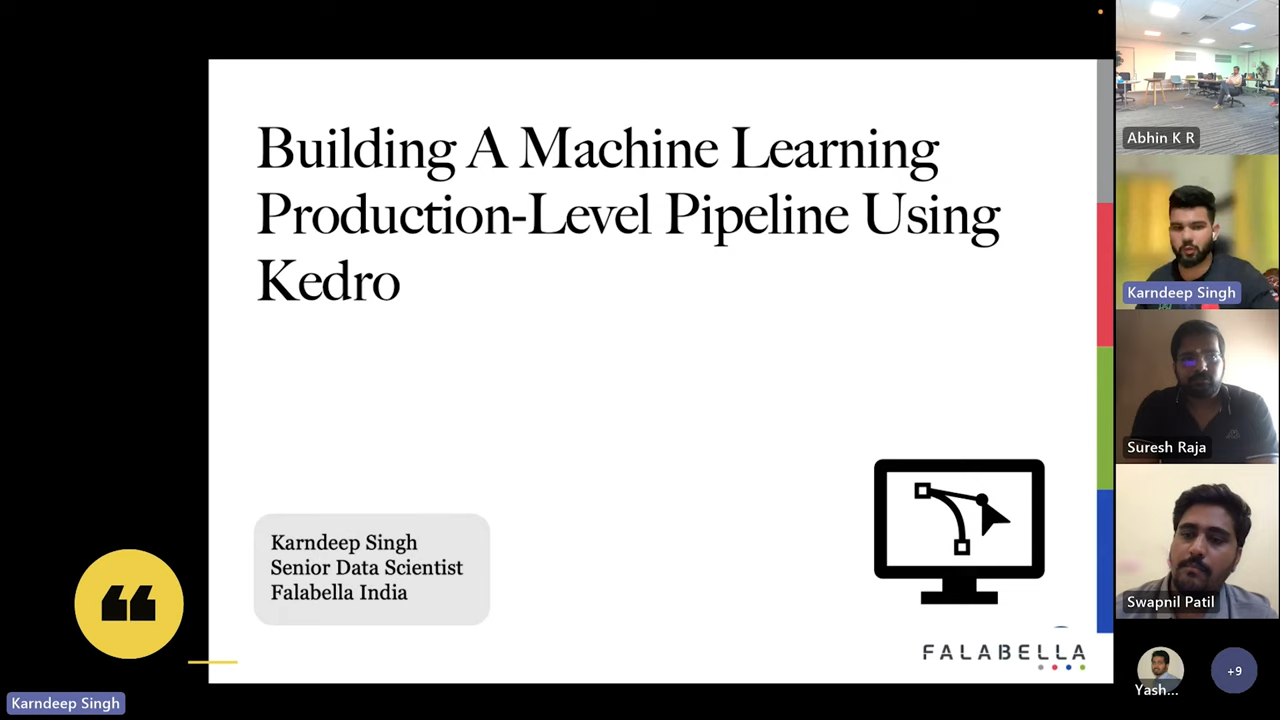 Building A Machine Learning
Production-Level Pipeline Using
Kedro
Karndeep Singh
Senior Data Scientist
Falabella India
FALABELLA
Karndeep Singh
Abhin K R
Karndeep Singh
Suresh Raja
Swapnil Patil
Yash...
+9